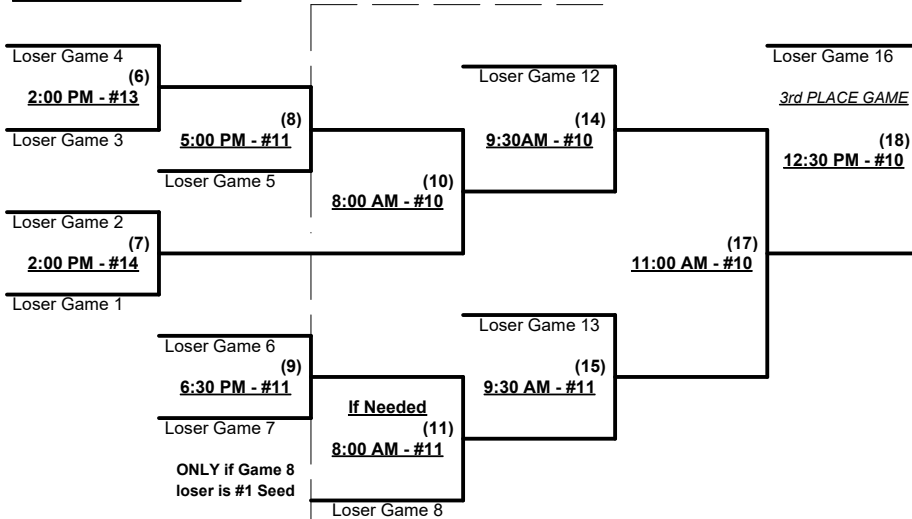 Loser Game 4
(6)
2:00 PM - #13
Loser Game 3
(8)
5:00 PM - #11
Loser Game 5
Loser Game 2
(7)
2:00 PM - #14
Loser Game 1
(10)
8:00 AM - #10
Loser Game 12
(14)
9:30AM - #10
Loser Game 16
3rd PLACE GAME
(18)
12:30 PM - #10
(17)
11:00 AM - #10
Loser Game 6
(9)
6:30 PM - #11
Loser Game 7
ONLY if Game 8
loser is #1 Seed
If Needed
(11)
8:00 AM - #11
Loser Game 8
Loser Game 13
(15)
9:30 AM - #11